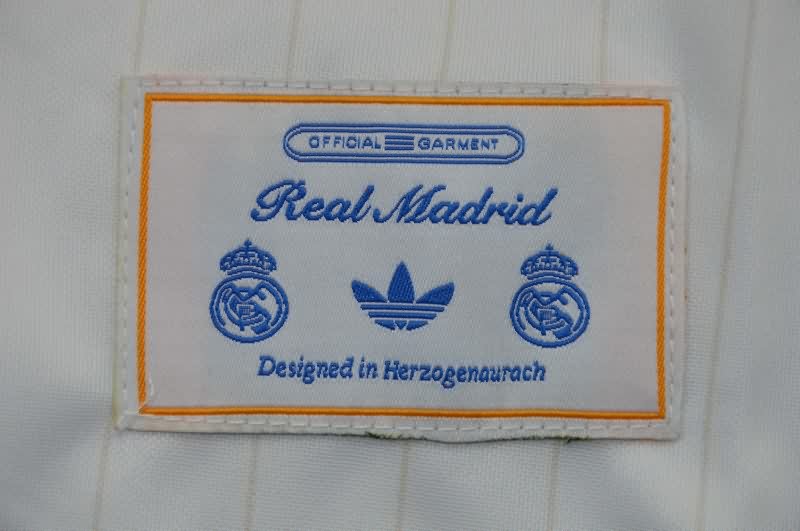 OFFICIAL GARMENT
Real Madrid
Designed in Herzogenaurach